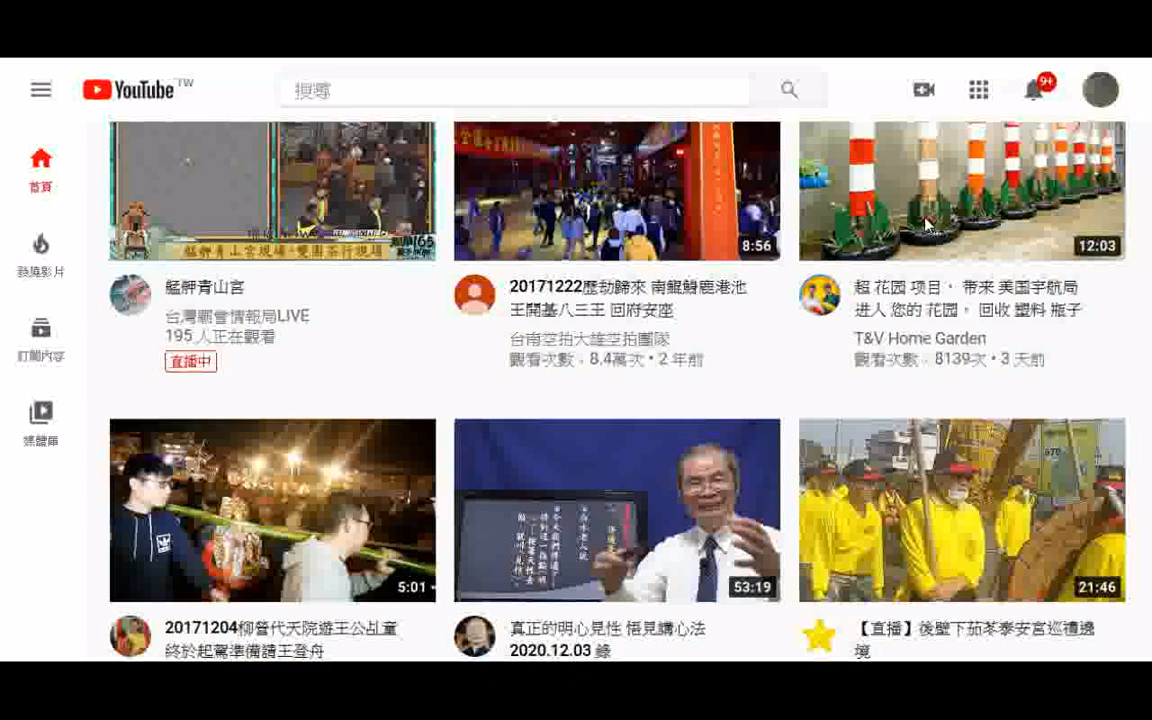 YouTube TW
搜尋
9+
首頁
發燒影片
訂閱內容
媒體庫
8:56
12:03
艋舺青山宮
台灣廟會情報局LIVE
195 人正在觀看
直播中
20171222歷劫歸來 南鯤鯓鹿港池
王開基八三王 回府安座
台南空拍大雄空拍團隊
觀看次數：8.4萬次 • 2 年前
超 花园 项目， 带来 美国宇航局
进入 您的 花园， 回收 塑料 瓶子
T&V Home Garden
觀看次數：8139次 • 3 天前
5:01
53:19
21:46
20171204柳營代天院遊王公乩童
終於起駕準備請王登舟
真正的明心見性 悟見講心法
2020.12.03 錄
【直播】後壁下茄苳泰安宮巡禮遶
境